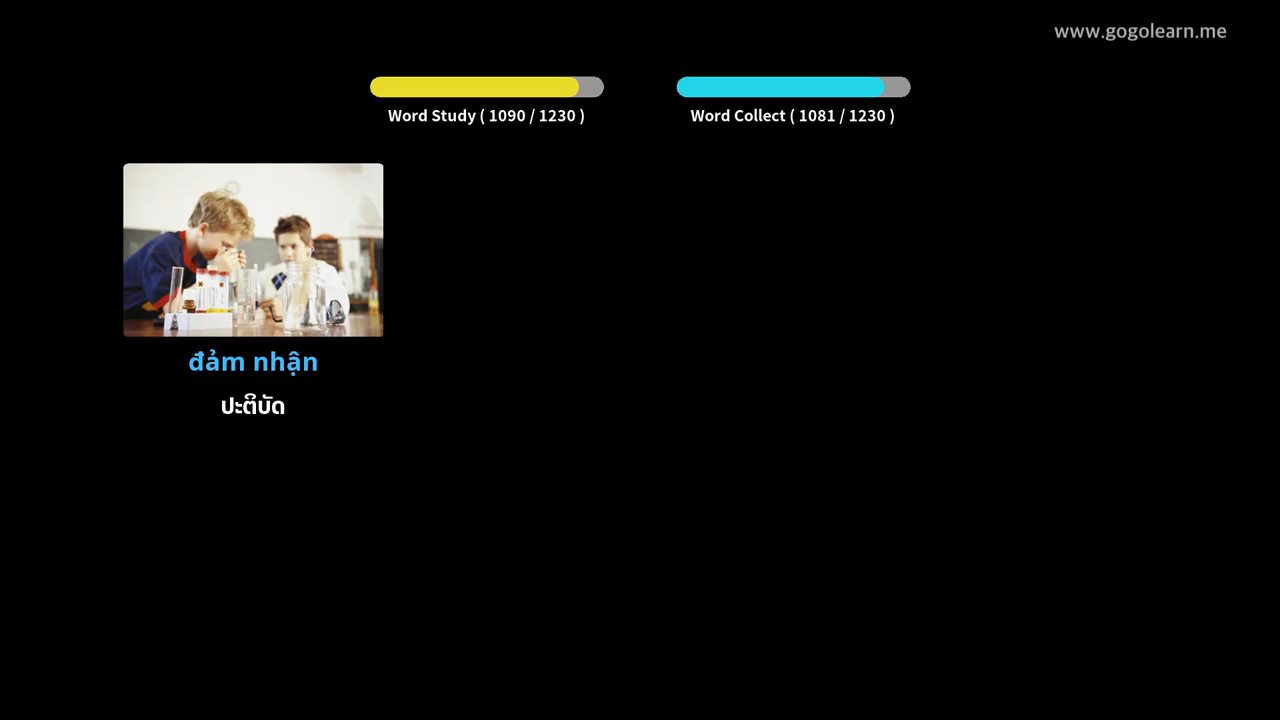 www.gogolearn.me
Word Study ( 1090 / 1230 )
Word Collect ( 1081 / 1230 )
đảm nhận
ปะติบัด